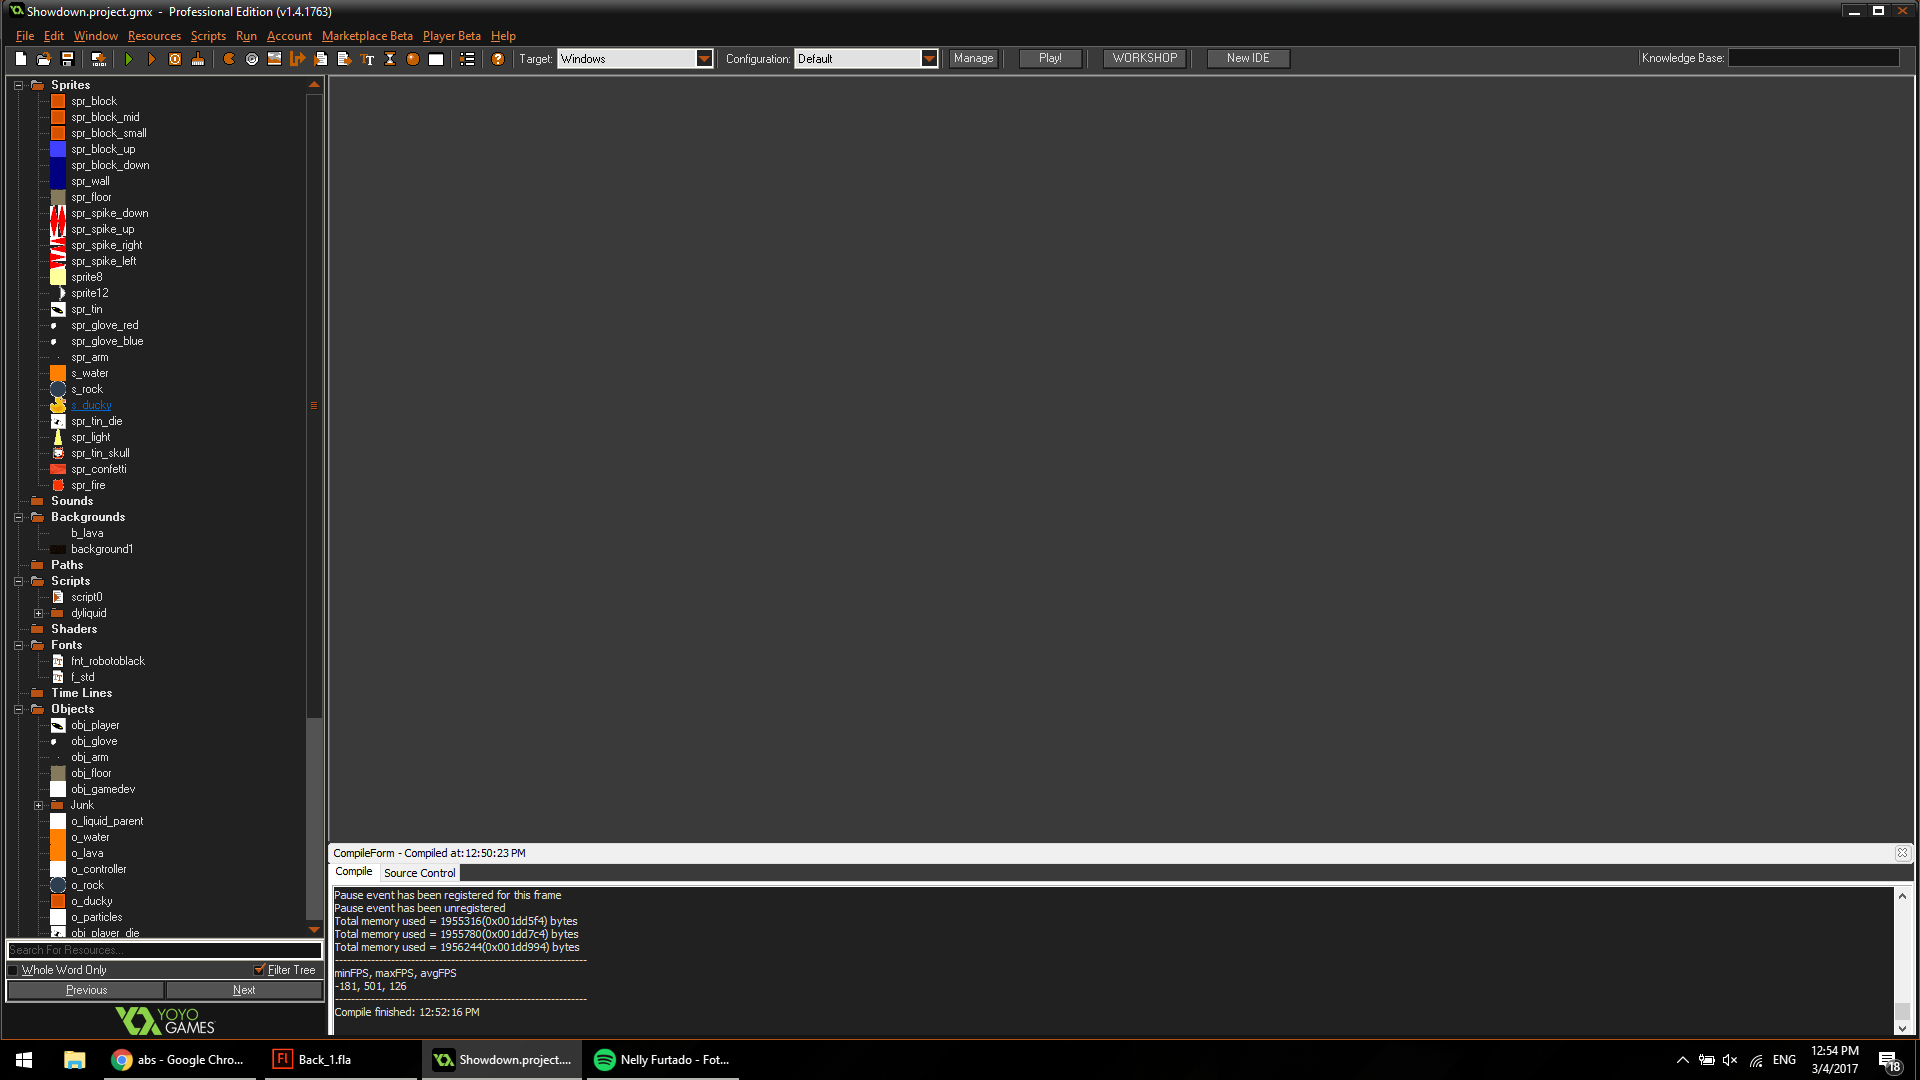 Showdown.project.gmx - Professional Edition (v1.4.1763)
File Edit Window Resources Scripts Run Account Marketplace Beta Player Beta Help
Target: Windows Configuration: Default Manage Play! WORKSHOP New IDE Knowledge Base:
Sprites
spr_block
spr_block_mid
spr_block_small
spr_block_up
spr_block_down
spr_wall
spr_floor
spr_spike_down
spr_spike_up
spr_spike_right
spr_spike_left
sprite8
sprite12
spr_tin
spr_glove_red
spr_glove_blue
spr_arm
s_water
s_rock
s_ducky
spr_tin_die
spr_light
spr_tin_skull
spr_confetti
spr_fire
Sounds
Backgrounds
b_lava
background1
Paths
Scripts
script0
dyliquid
Shaders
Fonts
fnt_robotoblack
f_std
Time Lines
Objects
obj_player
obj_glove
obj_arm
obj_floor
obj_gamedev
Junk
o_liquid_parent
o_water
o_lava
o_controller
o_rock
o_ducky
o_particles
obj_player_die
Search For Resources...
Whole Word Only Filter Tree
Previous Next
YOYO
GAMES
CompileForm - Compiled at:12:50:23 PM
Compile Source Control
Pause event has been registered for this frame
Pause event has been unregistered
Total memory used = 1955316(0x001dd5f4) bytes
Total memory used = 1955780(0x001dd7c4) bytes
Total memory used = 1956244(0x001dd994) bytes
minFPS, maxFPS, avgFPS
-181, 501, 126
Compile finished: 12:52:16 PM
abs - Google Chro...
Fl Back_1.fla
Showdown.project....
Nelly Furtado - Fot...
ENG
12:54 PM
3/4/2017
18